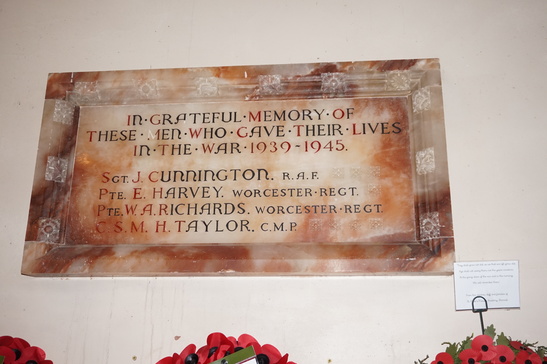 IN·GRATEFUL·MEMORY·OF
THESE·MEN·WHO·GAVE·THEIR·LIVES
IN·THE·WAR·1939-1945.
SGT. J. CUNNINGTON. R.A.F.
PTE. E. HARVEY. WORCESTER·REGT.
PTE. W.A. RICHARDS. WORCESTER·REGT.
C.S.M. H. TAYLOR. C.M.P.